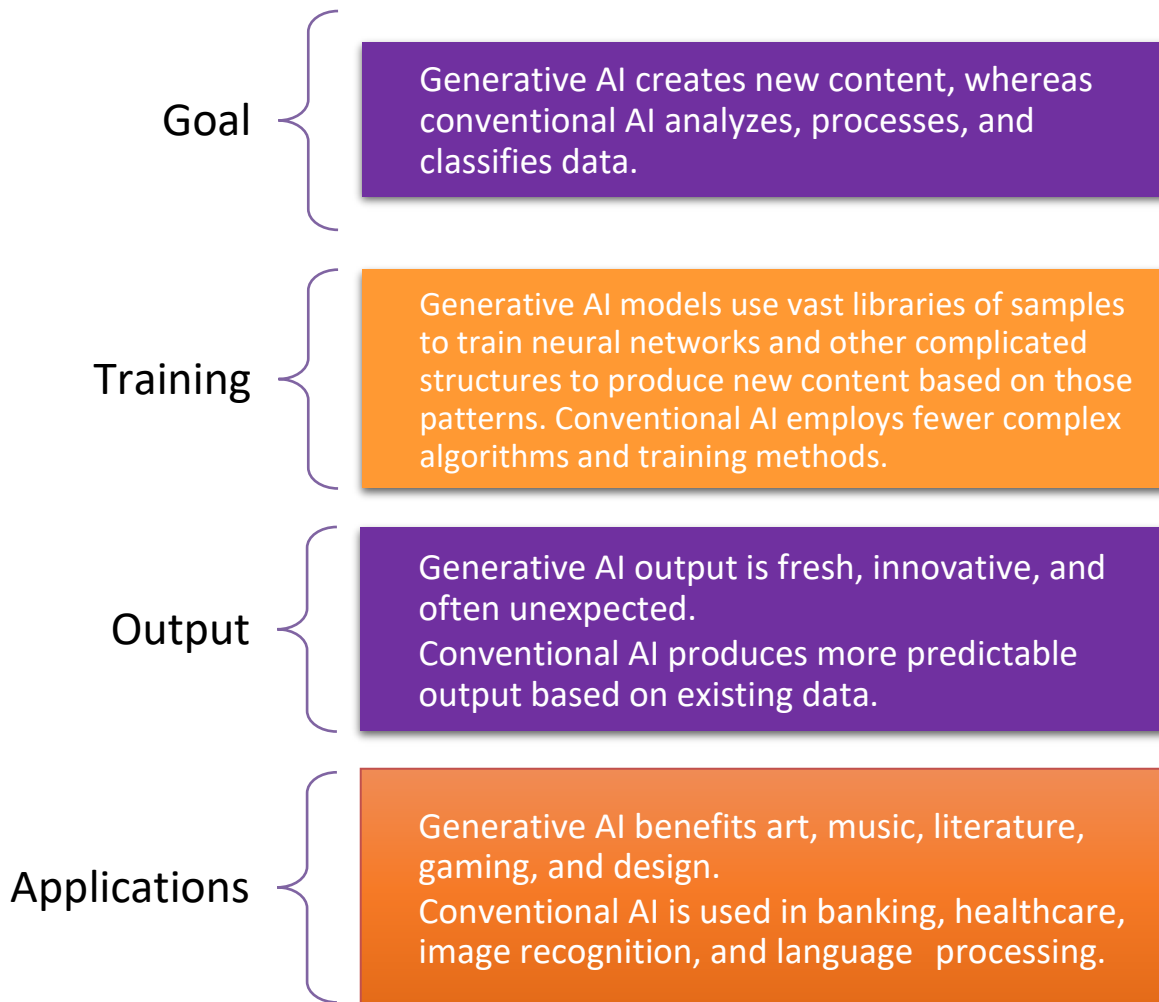 Goal
Generative AI creates new content, whereas
conventional AI analyzes, processes, and
classifies data.
Training
Generative AI models use vast libraries of samples
to train neural networks and other complicated
structures to produce new content based on those
patterns. Conventional AI employs fewer complex
algorithms and training methods.
Output
Generative AI output is fresh, innovative, and
often unexpected.
Conventional AI produces more predictable
output based on existing data.
Applications
Generative AI benefits art, music, literature,
gaming, and design.
Conventional AI is used in banking, healthcare,
image recognition, and language processing.